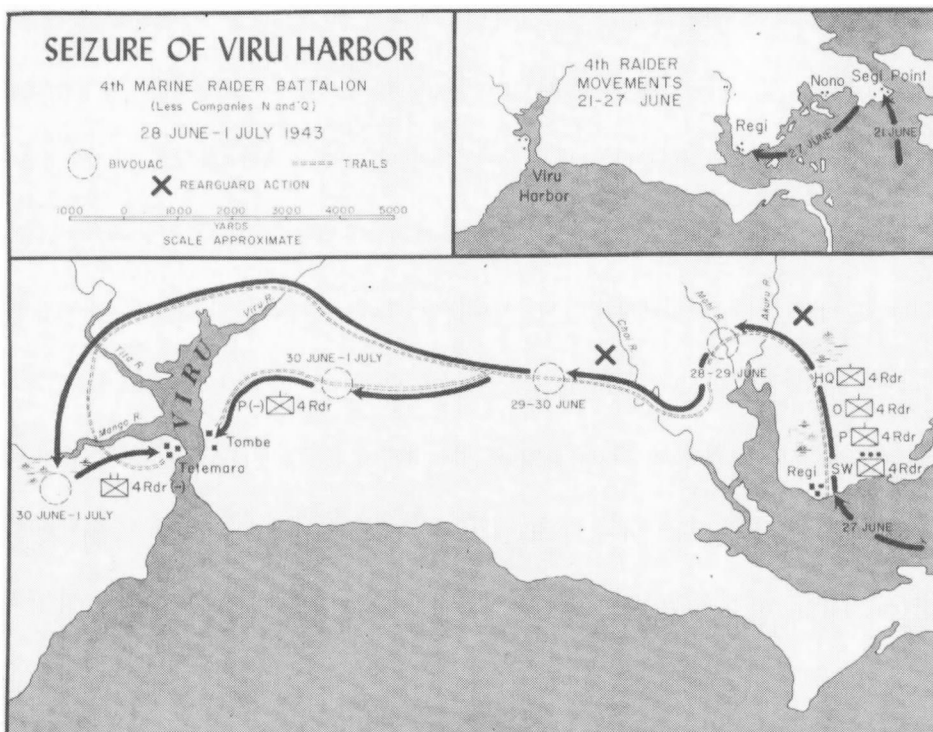 SEIZURE OF VIRU HARBOR
4th MARINE RAIDER BATTALION
(Less Companies N and Q)
28 JUNE-1 JULY 1943
BIVOUAC
TRAILS
REARGUARD ACTION
1000 0 1000 2000 3000 4000 5000
YARDS
SCALE APPROXIMATE
4th RAIDER
MOVEMENTS
21-27 JUNE
Nono
Segi Point
Regi
27 JUNE
21 JUNE
Viru
Harbor
Viru R.
Tita R.
Mango R.
VIRU
30 JUNE-1 JULY
P(-) 4 Rdr
Tombe
Tetemara
4 Rdr (-)
30 JUNE-1 JULY
29-30 JUNE
Choi R.
Mohi R.
Akuru R.
28-29 JUNE
HQ 4 Rdr
O 4 Rdr
P 4 Rdr
SW 4 Rdr
Regi
27 JUNE